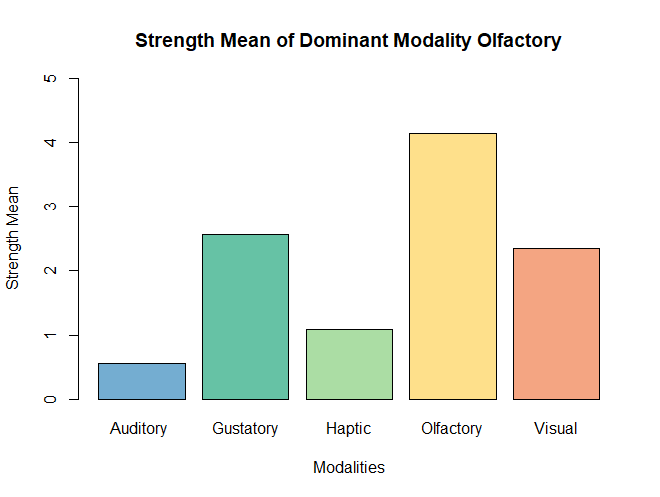 Strength Mean of Dominant Modality Olfactory
Strength Mean
5
4
3
2
1
0
Auditory Gustatory Haptic Olfactory Visual
Modalities